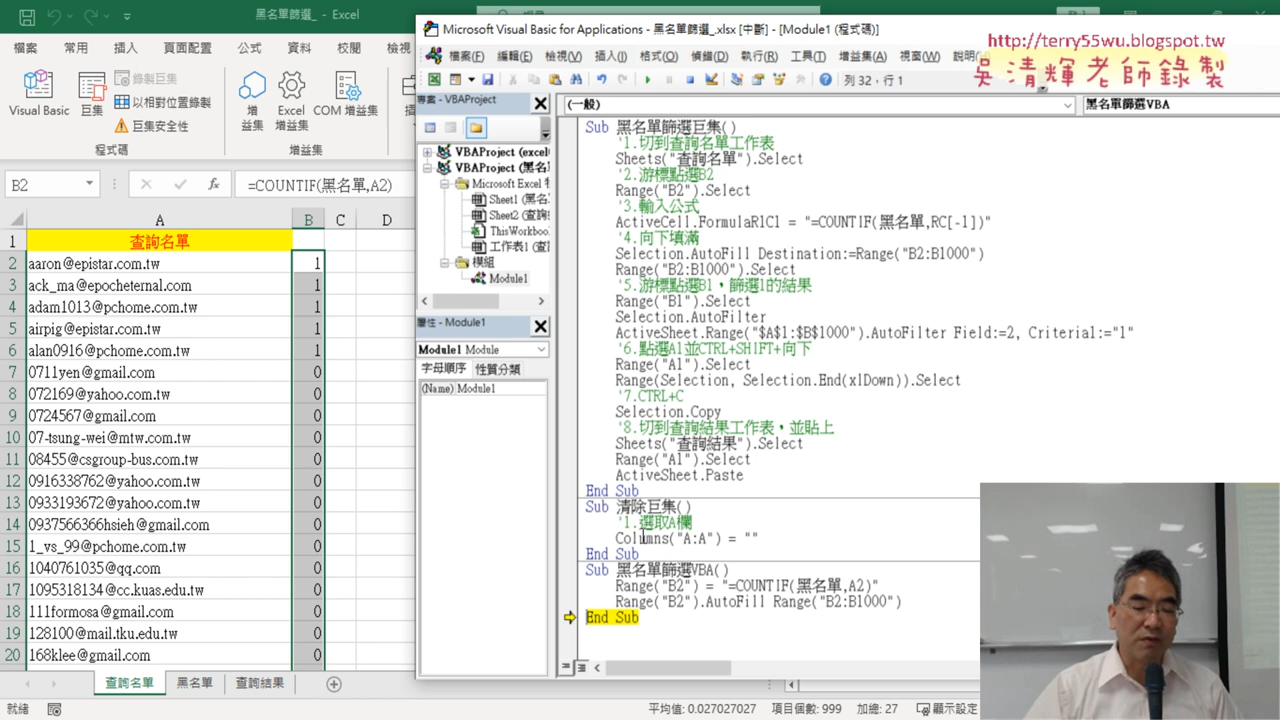 黑名單篩選_ - Excel
檔案 常用 插入 頁面配置 公式 資料 校閱 檢視
Visual Basic
巨集
錄製巨集
以相對位置錄製
巨集安全性
程式碼
增益集
Excel 增益集
COM 增益集
增益集
B2
=COUNTIF(黑名單,A2)
A B C D
1 查詢名單
2 aaron@epistar.com.tw 1
3 ack_ma@epicheternal.com 1
4 adam1013@pchome.com.tw 1
5 airpig@epistar.com.tw 1
6 alan0916@pchome.com.tw 1
7 0711yen@gmail.com 0
8 072169@yahoo.com.tw 0
9 0724567@gmail.com 0
10 07-tsung-wei@mtw.com.tw 0
11 08455@csgroup-bus.com.tw 0
12 0916338762@yahoo.com.tw 0
13 0933193672@yahoo.com.tw 0
14 0937566366hsieh@gmail.com 0
15 1_vs_99@pchome.com.tw 0
16 1040761035@qq.com 0
17 1095318134@cc.kuas.edu.tw 0
18 111formosa@gmail.com 0
19 128100@mail.tku.edu.tw 0
20 168klee@gmail.com 0
查詢名單 黑名單 查詢結果
就緒
平均值: 0.027027027 項目個數: 999 加總: 27 顯示設定
Microsoft Visual Basic for Applications - 黑名單篩選_.xlsx [中斷] - [Module1 (程式碼)]
檔案(F) 編輯(E) 檢視(V) 插入(I) 格式(O) 偵錯(D) 執行(R) 工具(T) 增益集(A) 視窗(W) 說明
列 32，行 1
http://terry55wu.blogspot.tw
吳清輝老師錄製
專案 - VBAProject
VBAProject (excel
VBAProject (黑名
Microsoft Excel
Sheet1 (黑名
Sheet2 (查詢
ThisWorkboo
工作表1 (查
模組
Module1
屬性 - Module1
Module1 Module
字母順序 性質分類
(Name) Module1
(一般)
黑名單篩選VBA
Sub 黑名單篩選巨集()
'1.切到查詢名單工作表
Sheets("查詢名單").Select
'2.游標點選B2
Range("B2").Select
'3.輸入公式
ActiveCell.FormulaR1C1 = "=COUNTIF(黑名單,RC[-1])"
'4.向下填滿
Selection.AutoFill Destination:=Range("B2:B1000")
Range("B2:B1000").Select
'5.游標點選B1，篩選1的結果
Range("B1").Select
Selection.AutoFilter
ActiveSheet.Range("$A$1:$B$1000").AutoFilter Field:=2, Criteria1:="1"
'6.點選A1並CTRL+SHIFT+向下
Range("A1").Select
Range(Selection, Selection.End(xlDown)).Select
'7.CTRL+C
Selection.Copy
'8.切到查詢結果工作表，並貼上
Sheets("查詢結果").Select
Range("A1").Select
ActiveSheet.Paste
End Sub
Sub 清除巨集()
'1.選取A欄
Columns("A:A") = ""
End Sub
Sub 黑名單篩選VBA()
Range("B2") = "=COUNTIF(黑名單,A2)"
Range("B2").AutoFill Range("B2:B1000")
End Sub